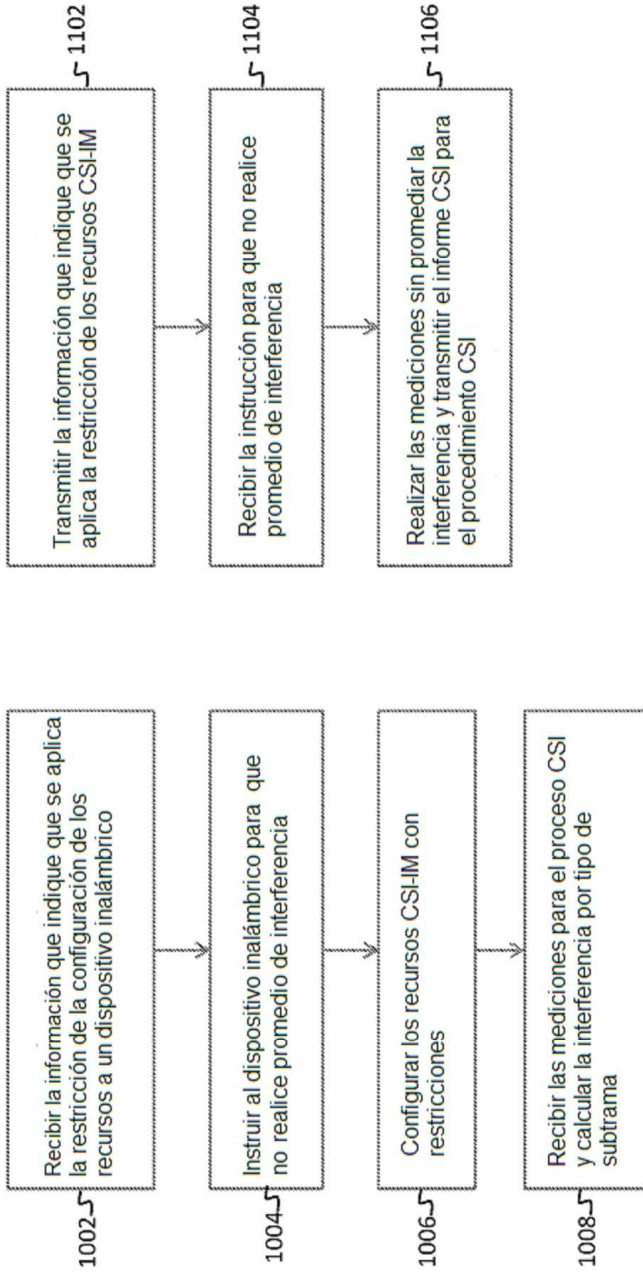 1002
Recibir la información que indique que se aplica
la restricción de la configuración de los
recursos a un dispositivo inalámbrico
1004
Instruir al dispositivo inalámbrico para que
no realice promedio de interferencia
1006
Configurar los recursos CSI-IM con
restricciones
1008
Recibir las mediciones para el proceso CSI
y calcular la interferencia por tipo de
subtrama
Transmitir la información que indique que se
aplica la restricción de los recursos CSI-IM
1102
Recibir la instrucción para que no realice
promedio de interferencia
1104
Realizar las mediciones sin promediar la
interferencia y transmitir el informe CSI para
el procedimiento CSI
1106